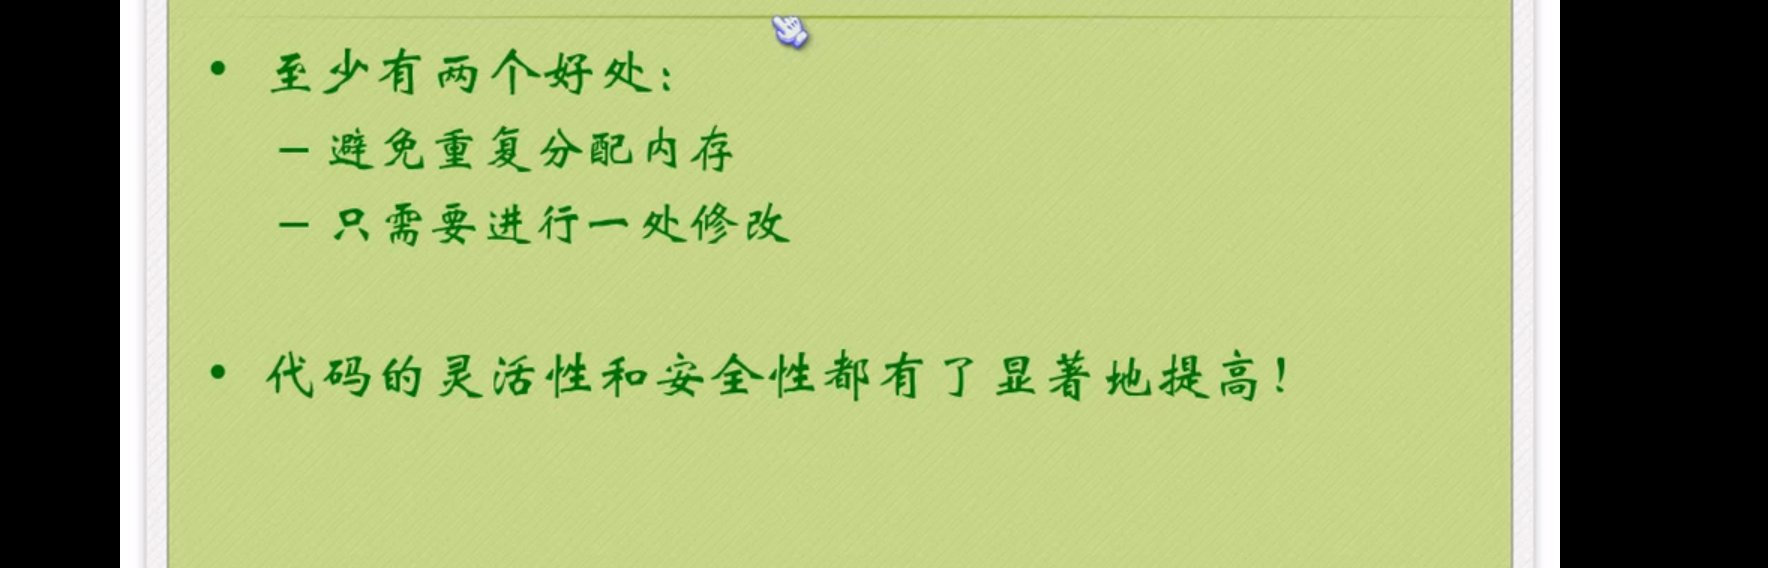 • 至少有两个好处：
– 避免重复分配内存
– 只需要进行一处修改
• 代码的灵活性和安全性都有了显著地提高！